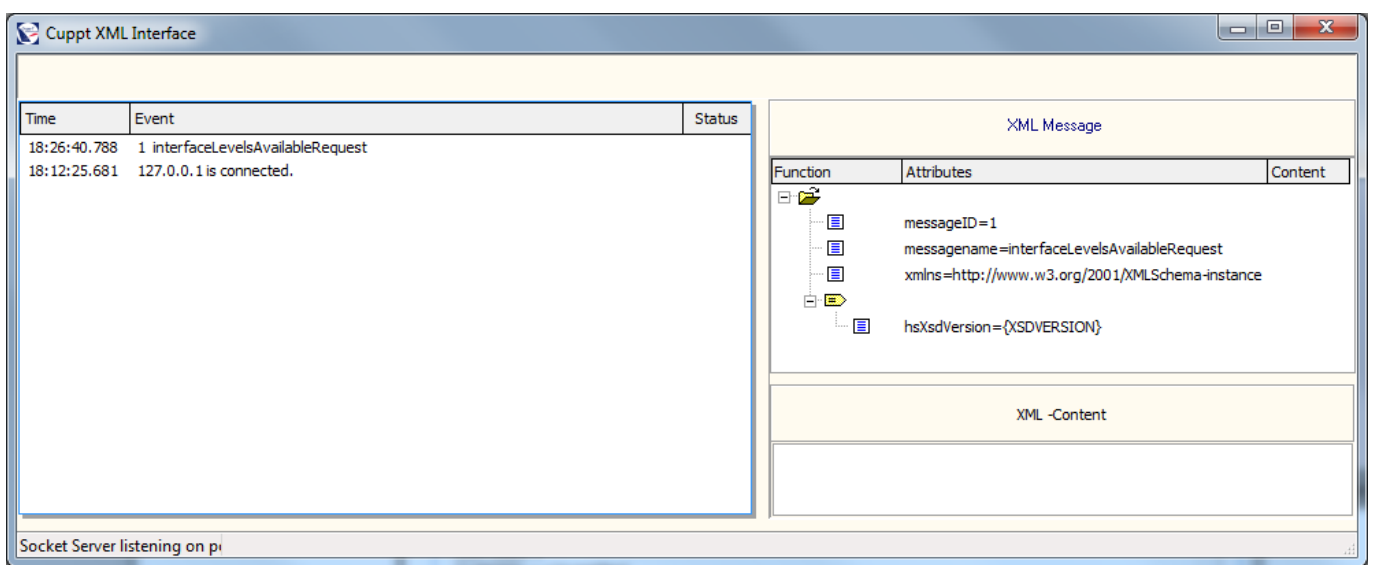 Cuppt XML Interface
Time Event Status
18:26:40.788 1 interfaceLevelsAvailableRequest
18:12:25.681 127.0.0.1 is connected.
XML Message
Function Attributes Content
messageID=1
messagename=interfaceLevelsAvailableRequest
xmlns=http://www.w3.org/2001/XMLSchema-instance
hsXsdVersion={XSDVERSION}
XML -Content
Socket Server listening on